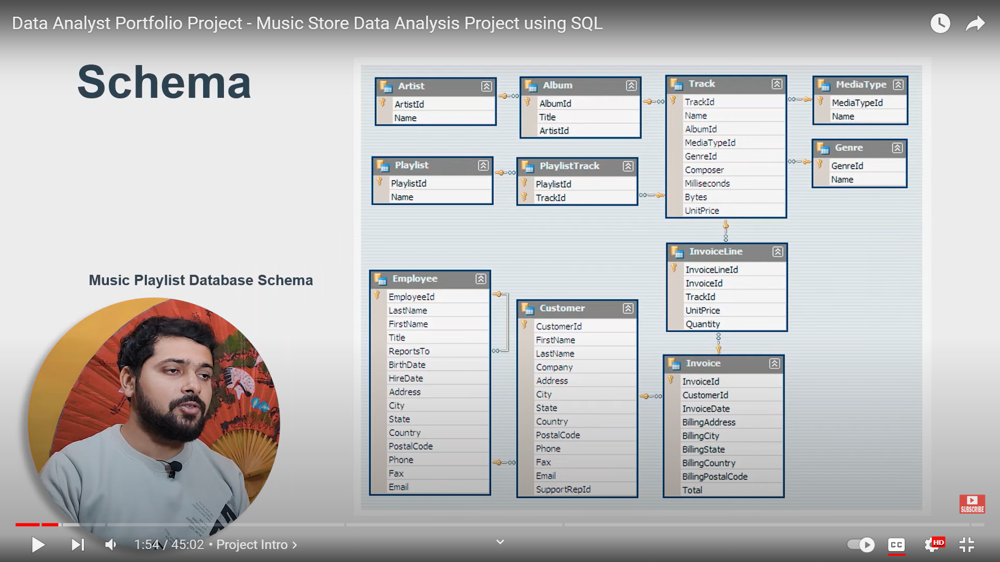 Data Analyst Portfolio Project - Music Store Data Analysis Project using SQL
Schema
Music Playlist Database Schema
Artist
ArtistId
Name
Album
AlbumId
Title
ArtistId
Track
TrackId
Name
AlbumId
MediaTypeId
GenreId
Composer
Milliseconds
Bytes
UnitPrice
MediaType
MediaTypeId
Name
Genre
GenreId
Name
Playlist
PlaylistId
Name
PlaylistTrack
PlaylistId
TrackId
InvoiceLine
InvoiceLineId
InvoiceId
TrackId
UnitPrice
Quantity
Employee
EmployeeId
LastName
FirstName
Title
ReportsTo
BirthDate
HireDate
Address
City
State
Country
PostalCode
Phone
Fax
Email
Customer
CustomerId
FirstName
LastName
Company
Address
City
State
Country
PostalCode
Phone
Fax
Email
SupportRepId
Invoice
InvoiceId
CustomerId
InvoiceDate
BillingAddress
BillingCity
BillingState
BillingCountry
BillingPostalCode
Total
SUBSCRIBE
1:54 / 45:02 • Project Intro
CC
HD